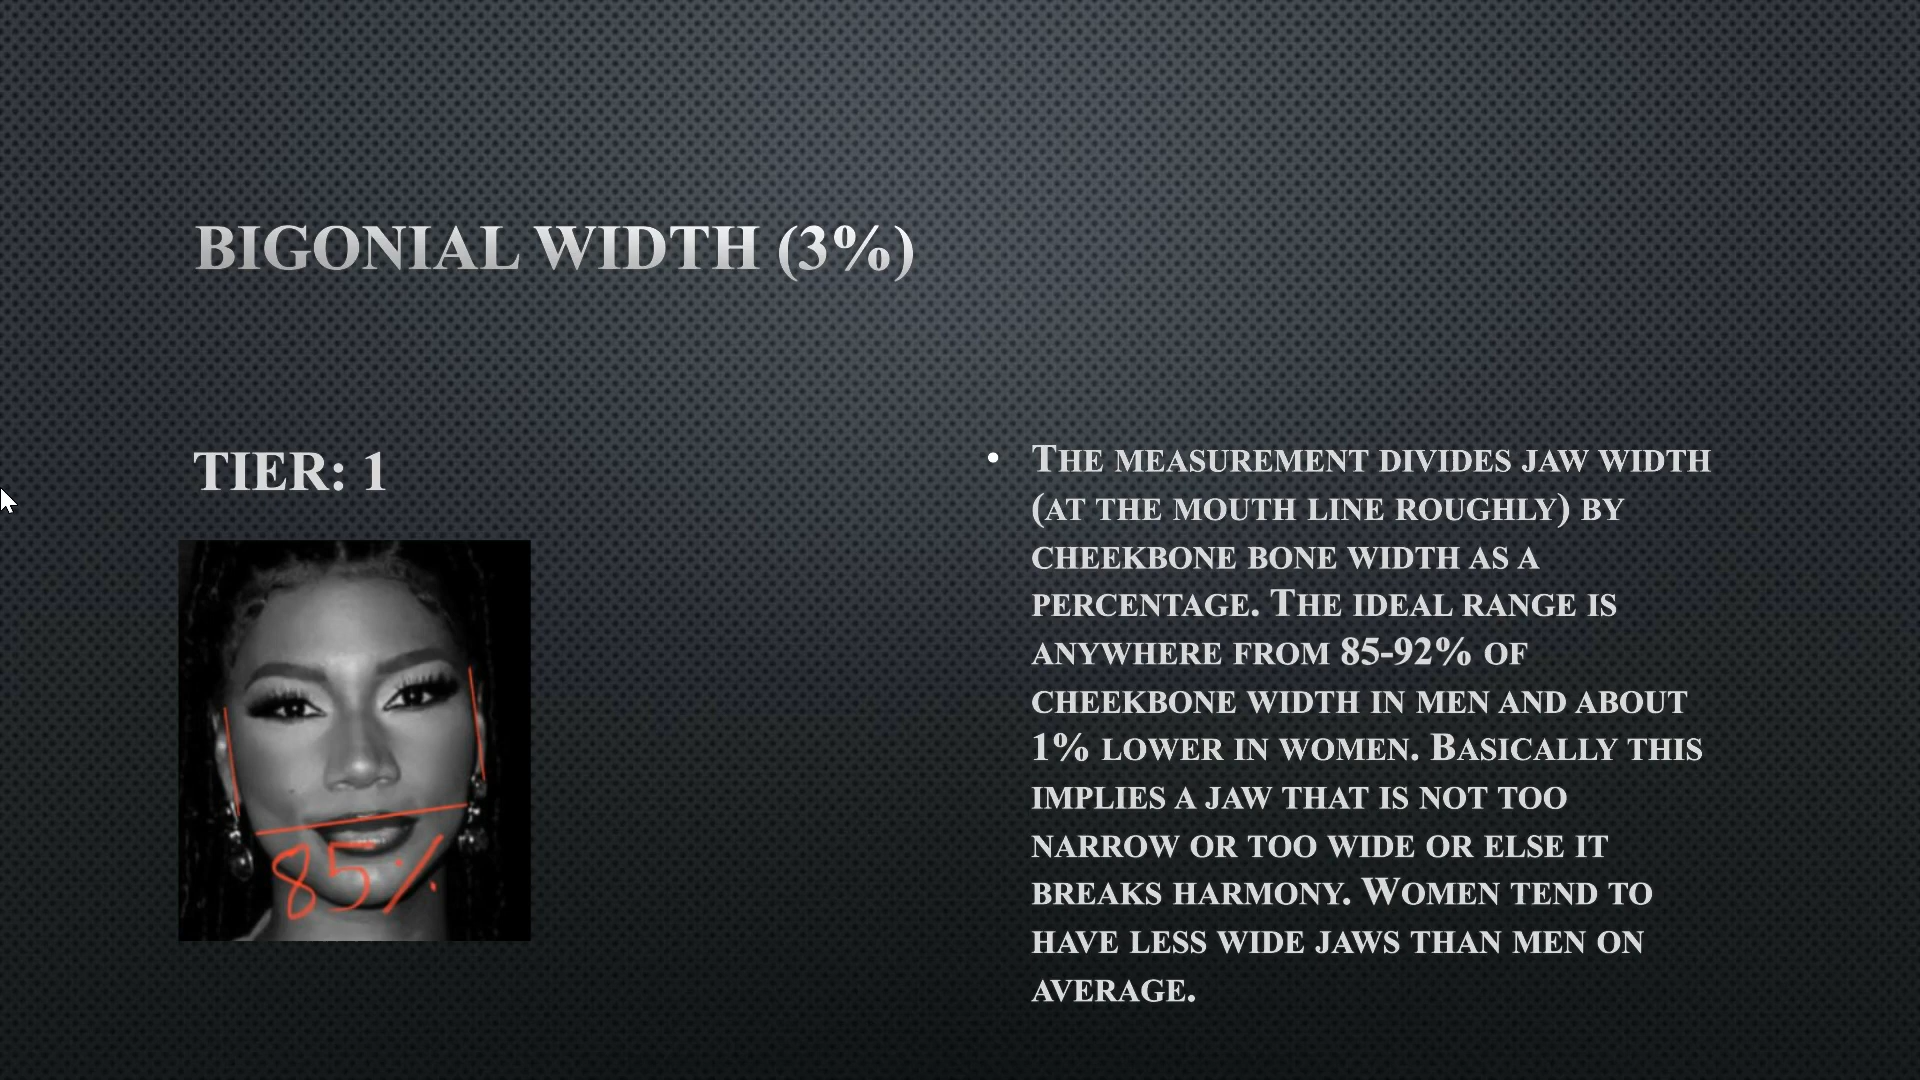 BIGONIAL WIDTH (3%)
TIER: 1
85%
• THE MEASUREMENT DIVIDES JAW WIDTH
(AT THE MOUTH LINE ROUGHLY) BY
CHEEKBONE BONE WIDTH AS A
PERCENTAGE. THE IDEAL RANGE IS
ANYWHERE FROM 85-92% OF
CHEEKBONE WIDTH IN MEN AND ABOUT
1% LOWER IN WOMEN. BASICALLY THIS
IMPLIES A JAW THAT IS NOT TOO
NARROW OR TOO WIDE OR ELSE IT
BREAKS HARMONY. WOMEN TEND TO
HAVE LESS WIDE JAWS THAN MEN ON
AVERAGE.